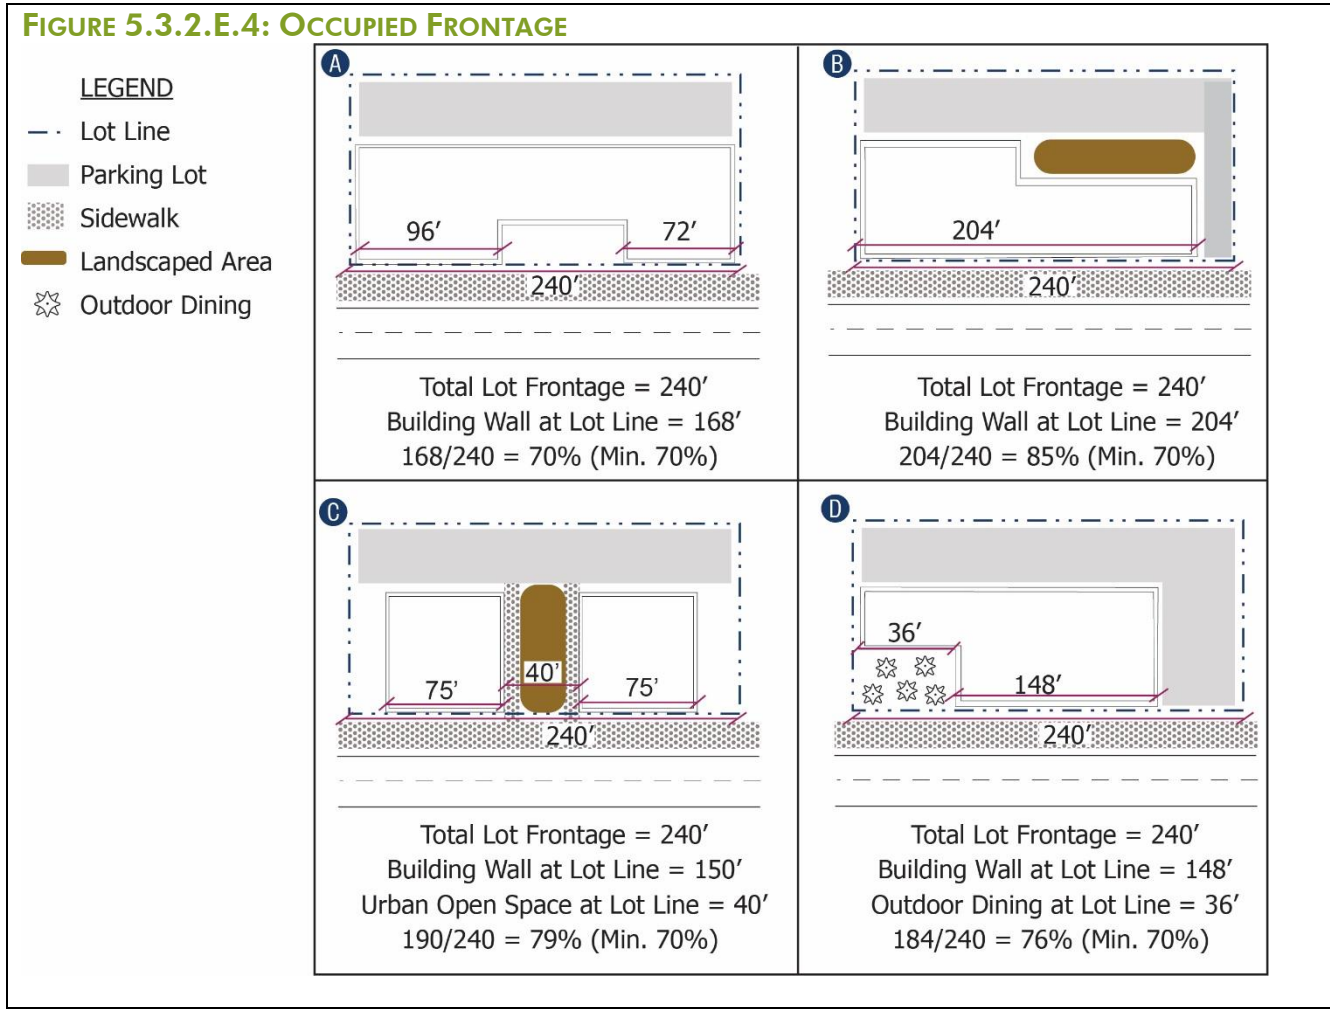 FIGURE 5.3.2.E.4: OCCUPIED FRONTAGE
LEGEND
Lot Line
Parking Lot
Sidewalk
Landscaped Area
Outdoor Dining
A
96′
72′
240′
Total Lot Frontage = 240′
Building Wall at Lot Line = 168′
168/240 = 70% (Min. 70%)
B
204′
240′
Total Lot Frontage = 240′
Building Wall at Lot Line = 204′
204/240 = 85% (Min. 70%)
C
75’
40’
75’
240′
Total Lot Frontage = 240′
Building Wall at Lot Line = 150′
Urban Open Space at Lot Line = 40′
190/240 = 79% (Min. 70%)
D
36′
148′
240′
Total Lot Frontage = 240′
Building Wall at Lot Line = 148′
Outdoor Dining at Lot Line = 36′
184/240 = 76% (Min. 70%)